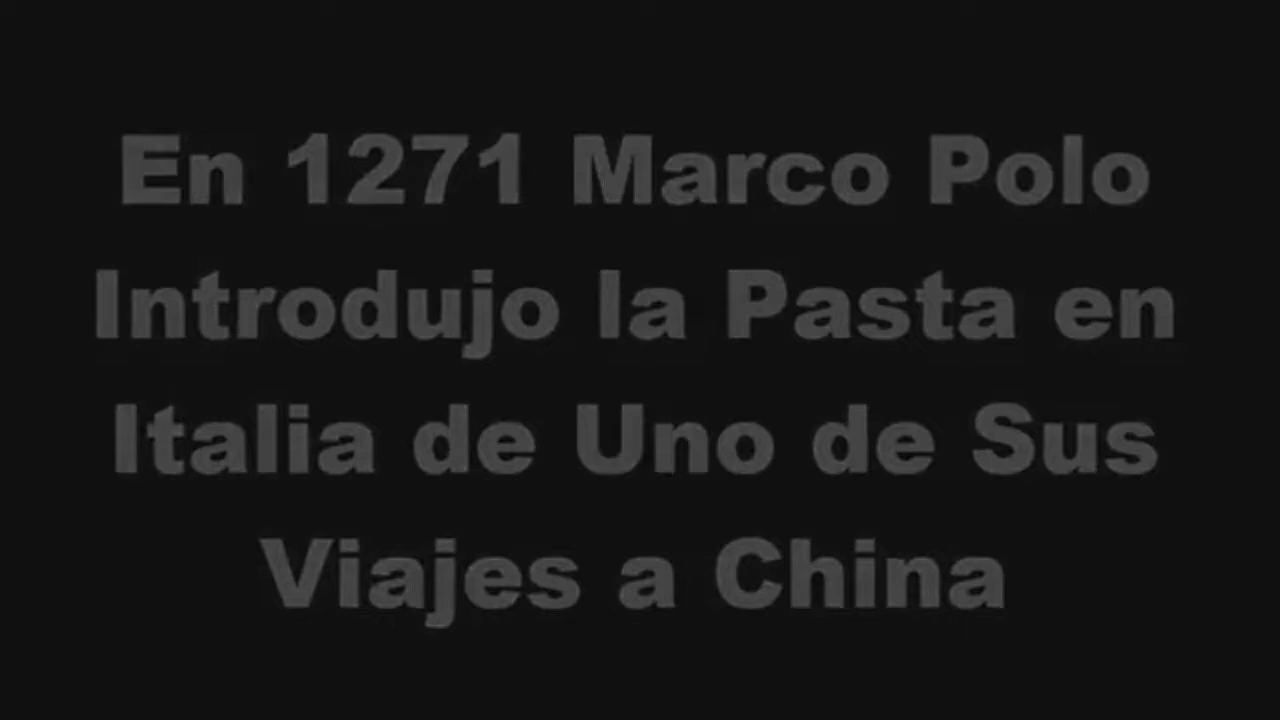 En 1271 Marco Polo
Introdujo la Pasta en
Italia de Uno de Sus
Viajes a China